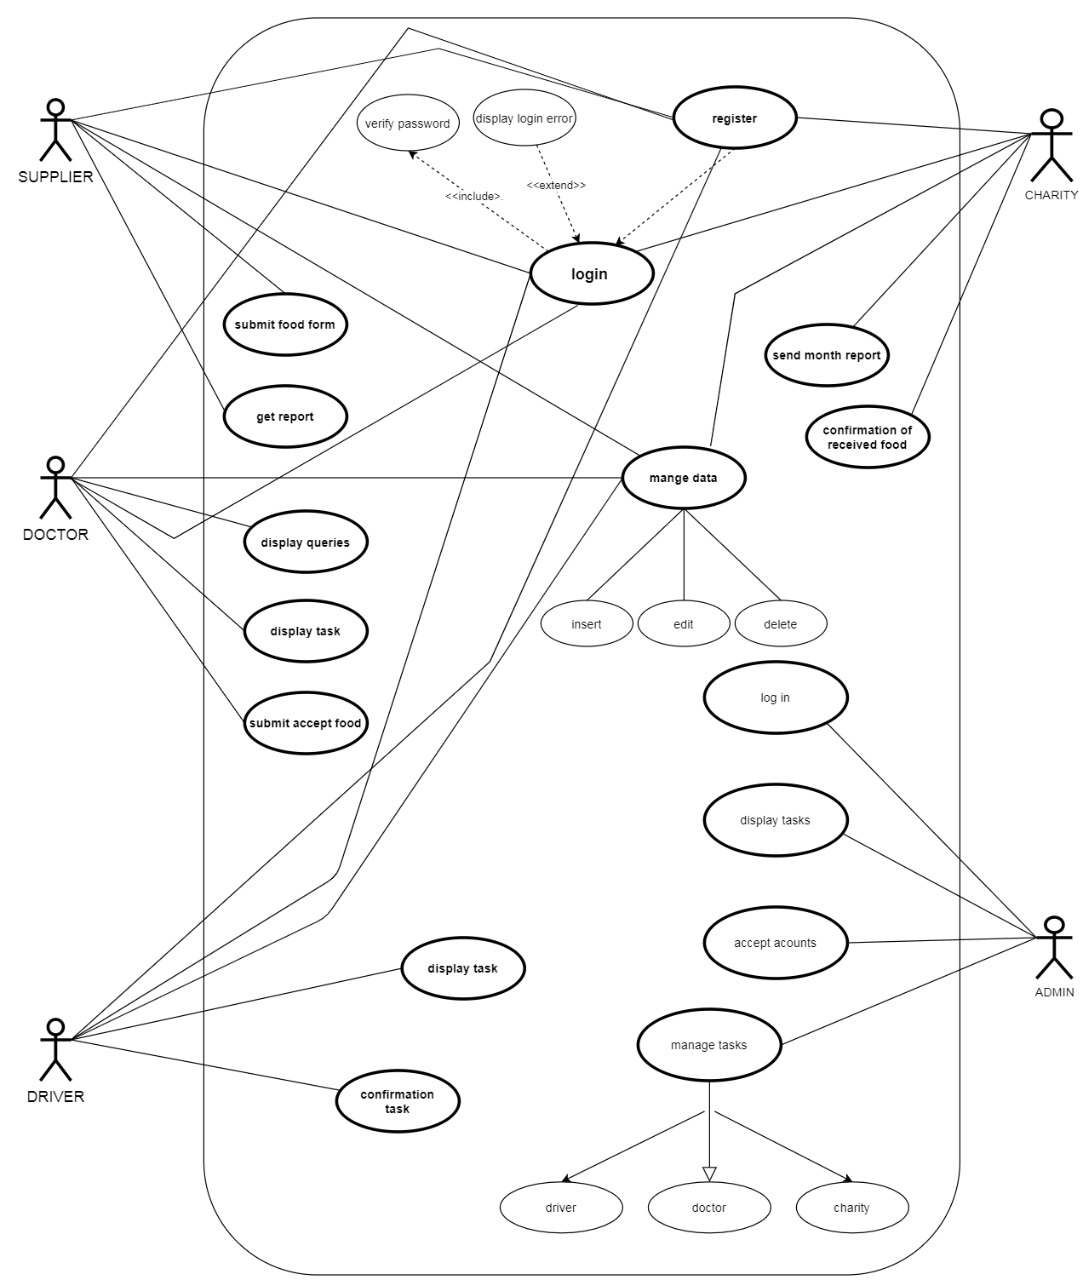 register
verify password
display login error
SUPPLIER
<<include>.
<<extend>>
CHARITY
login
submit food form
send month report
get report
confirmation of
received food
mange data
DOCTOR
display queries
insert
edit
delete
display task
log in
submit accept food
display tasks
accept acounts
display task
ADMIN
manage tasks
DRIVER
confirmation
task
driver
doctor
charity